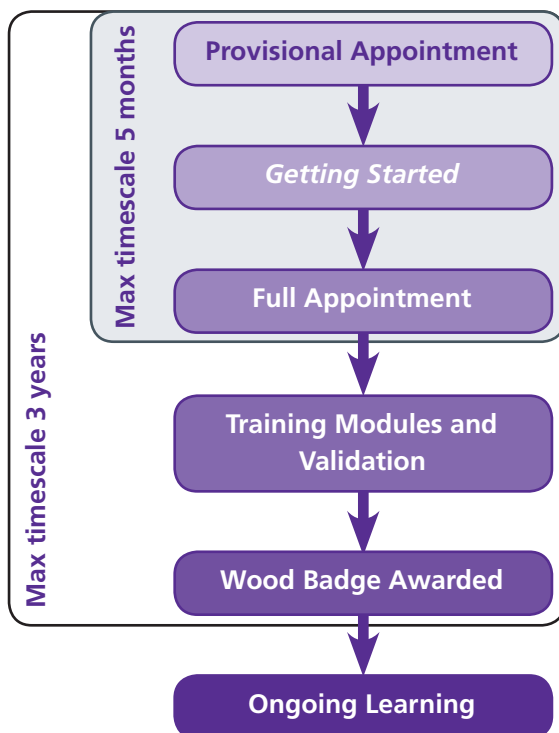 Max timescale 3 years
Max timescale 5 months
Provisional Appointment
Getting Started
Full Appointment
Training Modules and
Validation
Wood Badge Awarded
Ongoing Learning